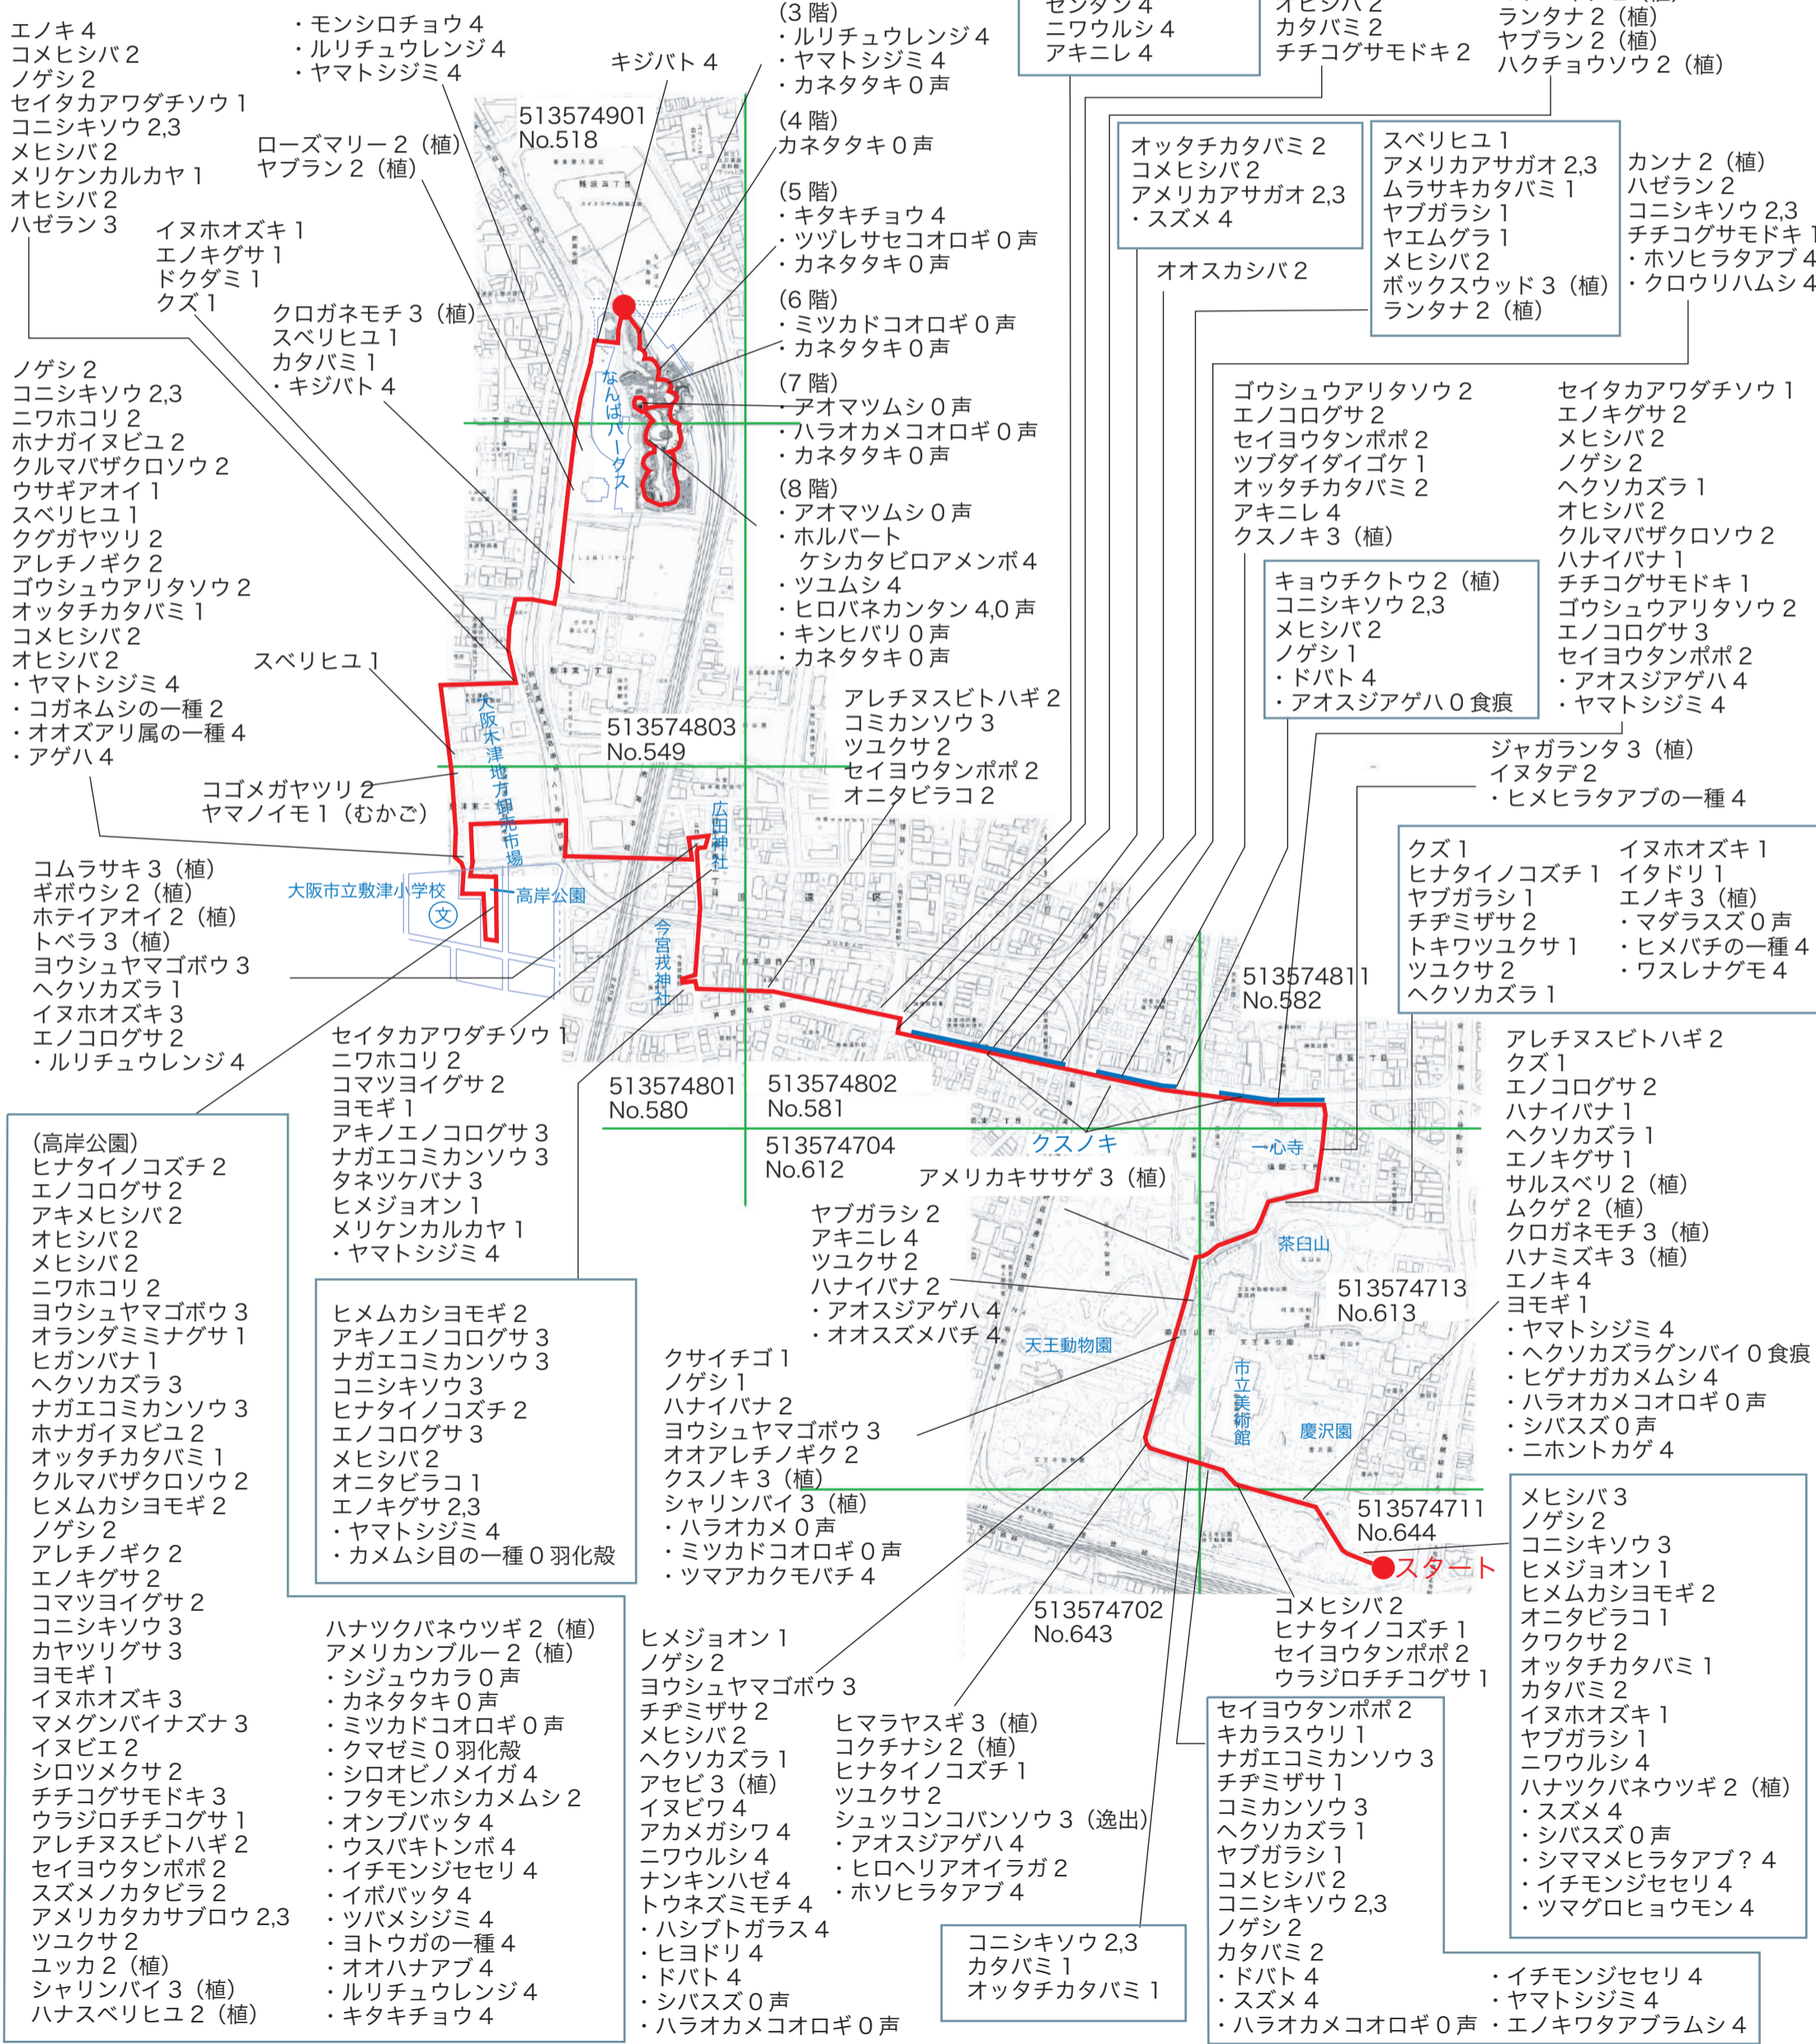 エノキ 4
コメヒシバ 2
ノゲシ 2
セイタカアワダチソウ 1
コニシキソウ 2,3
メヒシバ 2
メリケンカルカヤ 1
オヒシバ 2
ハゼラン 3
・モンシロチョウ 4
・ルリチュウレンジ 4
・ヤマトシジミ 4
キジバト 4
(3 階)
・ルリチュウレンジ 4
・ヤマトシジミ 4
・カネタタキ 0 声
センダン 4
ニワウルシ 4
アキニレ 4
オヒシバ 2
カタバミ 2
チチコグサモドキ 2
ランタナ 2（植）
ヤブラン 2（植）
ハクチョウソウ 2（植）
513574901
No.518
ローズマリー 2（植）
ヤブラン 2（植）
(4 階)
カネタタキ 0 声
オッタチカタバミ 2
コメヒシバ 2
アメリカアサガオ 2,3
・スズメ 4
スベリヒユ 1
アメリカアサガオ 2,3
ムラサキカタバミ 1
ヤブガラシ 1
ヤエムグラ 1
メヒシバ 2
ボックスウッド 3（植）
ランタナ 2（植）
カンナ 2（植）
ハゼラン 2
コニシキソウ 2,3
チチコグサモドキ 1
・ホソヒラタアブ 4
・クロウリハムシ 4
イヌホオズキ 1
エノキグサ 1
ドクダミ 1
クズ 1
(5 階)
・キタキチョウ 4
・ツヅレサセコオロギ 0 声
・カネタタキ 0 声
オオスカシバ 2
クロガネモチ 3（植）
スベリヒユ 1
カタバミ 1
・キジバト 4
(6 階)
・ミツカドコオロギ 0 声
・カネタタキ 0 声
(7 階)
・アオマツムシ 0 声
・ハラオカメコオロギ 0 声
・カネタタキ 0 声
なんばパークス
(8 階)
・アオマツムシ 0 声
・ホルバート
ケシカタビロアメンボ 4
・ツユムシ 4
・ヒロバネカンタン 4,0 声
・キンヒバリ 0 声
・カネタタキ 0 声
ノゲシ 2
コニシキソウ 2,3
ニワホコリ 2
ホナガイヌビユ 2
クルマバザクロソウ 2
ウサギアオイ 1
スベリヒユ 1
クグガヤツリ 2
アレチノギク 2
ゴウシュウアリタソウ 2
オッタチカタバミ 1
コメヒシバ 2
オヒシバ 2
・ヤマトシジミ 4
・コガネムシの一種 2
・オオズアリ属の一種 4
・アゲハ 4
スベリヒユ 1
ゴウシュウアリタソウ 2
エノコログサ 2
セイヨウタンポポ 2
ツブダイダイゴケ 1
オッタチカタバミ 2
アキニレ 4
クスノキ 3（植）
セイタカアワダチソウ 1
エノキグサ 2
メヒシバ 2
ノゲシ 2
ヘクソカズラ 1
オヒシバ 2
クルマバザクロソウ 2
ハナイバナ 1
チチコグサモドキ 1
ゴウシュウアリタソウ 2
エノコログサ 3
セイヨウタンポポ 2
・アオスジアゲハ 4
・ヤマトシジミ 4
キョウチクトウ 2（植）
コニシキソウ 2,3
メヒシバ 2
ノゲシ 1
・ドバト 4
・アオスジアゲハ 0 食痕
大阪木津地方卸売市場
513574803
No.549
アレチヌスビトハギ 2
コミカンソウ 3
ツユクサ 2
セイヨウタンポポ 2
オニタビラコ 2
ジャガランタ 3（植）
イヌタデ 2
・ヒメヒラタアブの一種 4
コゴメガヤツリ 2
ヤマノイモ 1（むかご）
広田神社
コムラサキ 3（植）
ギボウシ 2（植）
ホテイアオイ 2（植）
トベラ 3（植）
ヨウシュヤマゴボウ 3
ヘクソカズラ 1
イヌホオズキ 3
エノコログサ 2
・ルリチュウレンジ 4
大阪市立敷津小学校
文
高岸公園
今宮戎神社
クズ 1
ヒナタイノコズチ 1
ヤブガラシ 1
チヂミザサ 2
トキワツユクサ 1
ツユクサ 2
ヘクソカズラ 1
イヌホオズキ 1
イタドリ 1
エノキ 3（植）
・マダラスズ 0 声
・ヒメバチの一種 4
・ワスレナグモ 4
513574811
No.582
セイタカアワダチソウ 1
ニワホコリ 2
コマツヨイグサ 2
ヨモギ 1
アキノエノコログサ 3
ナガエコミカンソウ 3
タネツケバナ 3
ヒメジョオン 1
メリケンカルカヤ 1
・ヤマトシジミ 4
513574801
No.580
513574802
No.581
513574704
No.612
クスノキ
一心寺
アメリカキササゲ 3（植）
アレチヌスビトハギ 2
クズ 1
エノコログサ 2
ハナイバナ 1
ヘクソカズラ 1
エノキグサ 1
サルスベリ 2（植）
ムクゲ 2（植）
クロガネモチ 3（植）
ハナミズキ 3（植）
エノキ 4
ヨモギ 1
・ヤマトシジミ 4
・ヘクソカズラグンバイ 0 食痕
・ヒゲナガカメムシ 4
・ハラオカメコオロギ 0 声
・シバスズ 0 声
・ニホントカゲ 4
(高岸公園)
ヒナタイノコズチ 2
エノコログサ 2
アキメヒシバ 2
オヒシバ 2
メヒシバ 2
ニワホコリ 2
ヨウシュヤマゴボウ 3
オランダミミナグサ 1
ヒガンバナ 1
ヘクソカズラ 3
ナガエコミカンソウ 3
ホナガイヌビユ 2
オッタチカタバミ 1
クルマバザクロソウ 2
ヒメムカシヨモギ 2
ノゲシ 2
アレチノギク 2
エノキグサ 2
コマツヨイグサ 2
コニシキソウ 3
カヤツリグサ 3
ヨモギ 1
イヌホオズキ 3
マメグンバイナズナ 3
イヌビエ 2
シロツメクサ 2
チチコグサモドキ 3
ウラジロチチコグサ 1
アレチヌスビトハギ 2
セイヨウタンポポ 2
スズメノカタビラ 2
アメリカタカサブロウ 2,3
ツユクサ 2
ユッカ 2（植）
シャリンバイ 3（植）
ハナスベリヒユ 2（植）
ハナツクバネウツギ 2（植）
アメリカンブルー 2（植）
・シジュウカラ 0 声
・カネタタキ 0 声
・ミツカドコオロギ 0 声
・クマゼミ 0 羽化殻
・シロオビノメイガ 4
・フタモンホシカメムシ 2
・オンブバッタ 4
・ウスバキトンボ 4
・イチモンジセセリ 4
・イボバッタ 4
・ツバメシジミ 4
・ヨトウガの一種 4
・オオハナアブ 4
・ルリチュウレンジ 4
・キタキチョウ 4
ヒメムカシヨモギ 2
アキノエノコログサ 3
ナガエコミカンソウ 3
コニシキソウ 3
ヒナタイノコズチ 2
エノコログサ 3
メヒシバ 2
オニタビラコ 1
エノキグサ 2,3
・ヤマトシジミ 4
・カメムシ目の一種 0 羽化殻
ヤブガラシ 2
アキニレ 4
ツユクサ 2
ハナイバナ 2
・アオスジアゲハ 4
・オオスズメバチ 4
茶臼山
513574713
No.613
天王動物園
市立美術館
慶沢園
クサイチゴ 1
ノゲシ 1
ハナイバナ 2
ヨウシュヤマゴボウ 3
オオアレチノギク 2
クスノキ 3（植）
シャリンバイ 3（植）
・ハラオカメ 0 声
・ミツカドコオロギ 0 声
・ツマアカクモバチ 4
513574711
No.644
スタート
513574702
No.643
メヒシバ 3
ノゲシ 2
コニシキソウ 3
ヒメジョオン 1
ヒメムカシヨモギ 2
オニタビラコ 1
クワクサ 2
オッタチカタバミ 1
カタバミ 2
イヌホオズキ 1
ヤブガラシ 1
ニワウルシ 4
ハナツクバネウツギ 2（植）
・スズメ 4
・シバスズ 0 声
・シママメヒラタアブ？ 4
・イチモンジセセリ 4
・ツマグロヒョウモン 4
コメヒシバ 2
ヒナタイノコズチ 1
セイヨウタンポポ 2
ウラジロチチコグサ 1
ヒメジョオン 1
ノゲシ 2
ヨウシュヤマゴボウ 3
チヂミザサ 2
メヒシバ 2
ヘクソカズラ 1
アセビ 3（植）
イヌビワ 4
アカメガシワ 4
ニワウルシ 4
ナンキンハゼ 4
トウネズミモチ 4
・ハシブトガラス 4
・ヒヨドリ 4
・ドバト 4
・シバスズ 0 声
・ハラオカメコオロギ 0 声
ヒマラヤスギ 3（植）
コクチナシ 2（植）
ヒナタイノコズチ 1
ツユクサ 2
シュッコンコバンソウ 3（逸出）
・アオスジアゲハ 4
・ヒロヘリアオイラガ 2
・ホソヒラタアブ 4
コニシキソウ 2,3
カタバミ 1
オッタチカタバミ 1
セイヨウタンポポ 2
キカラスウリ 1
ナガエコミカンソウ 3
チヂミザサ 1
コミカンソウ 3
ヘクソカズラ 1
ヤブガラシ 1
コメヒシバ 2
コニシキソウ 2,3
ノゲシ 2
カタバミ 2
・ドバト 4
・スズメ 4
・ハラオカメコオロギ 0 声
・イチモンジセセリ 4
・ヤマトシジミ 4
・エノキワタアブラムシ 4